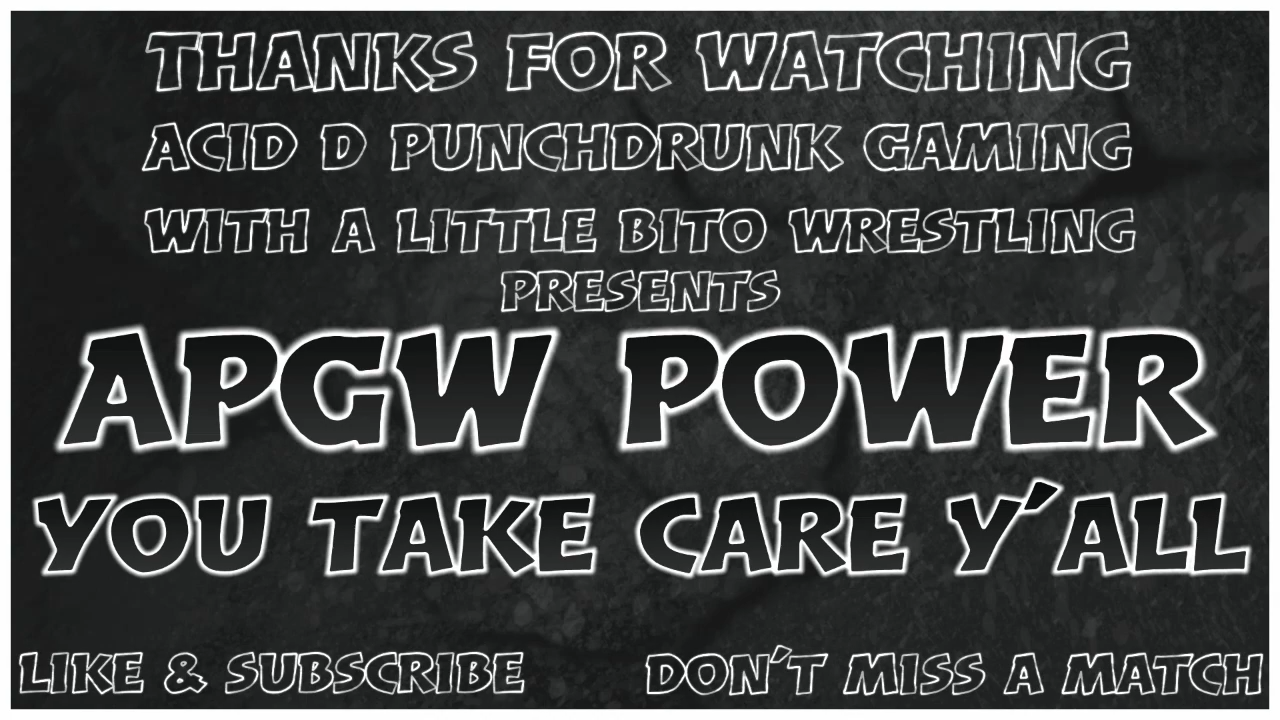 THANKS FOR WATCHING
ACID D PUNCHDRUNK GAMING
WITH A LITTLE BITO WRESTLING
PRESENTS
APGW POWER
YOU TAKE CARE Y'ALL
LIKE & SUBSCRIBE DON'T MISS A MATCH